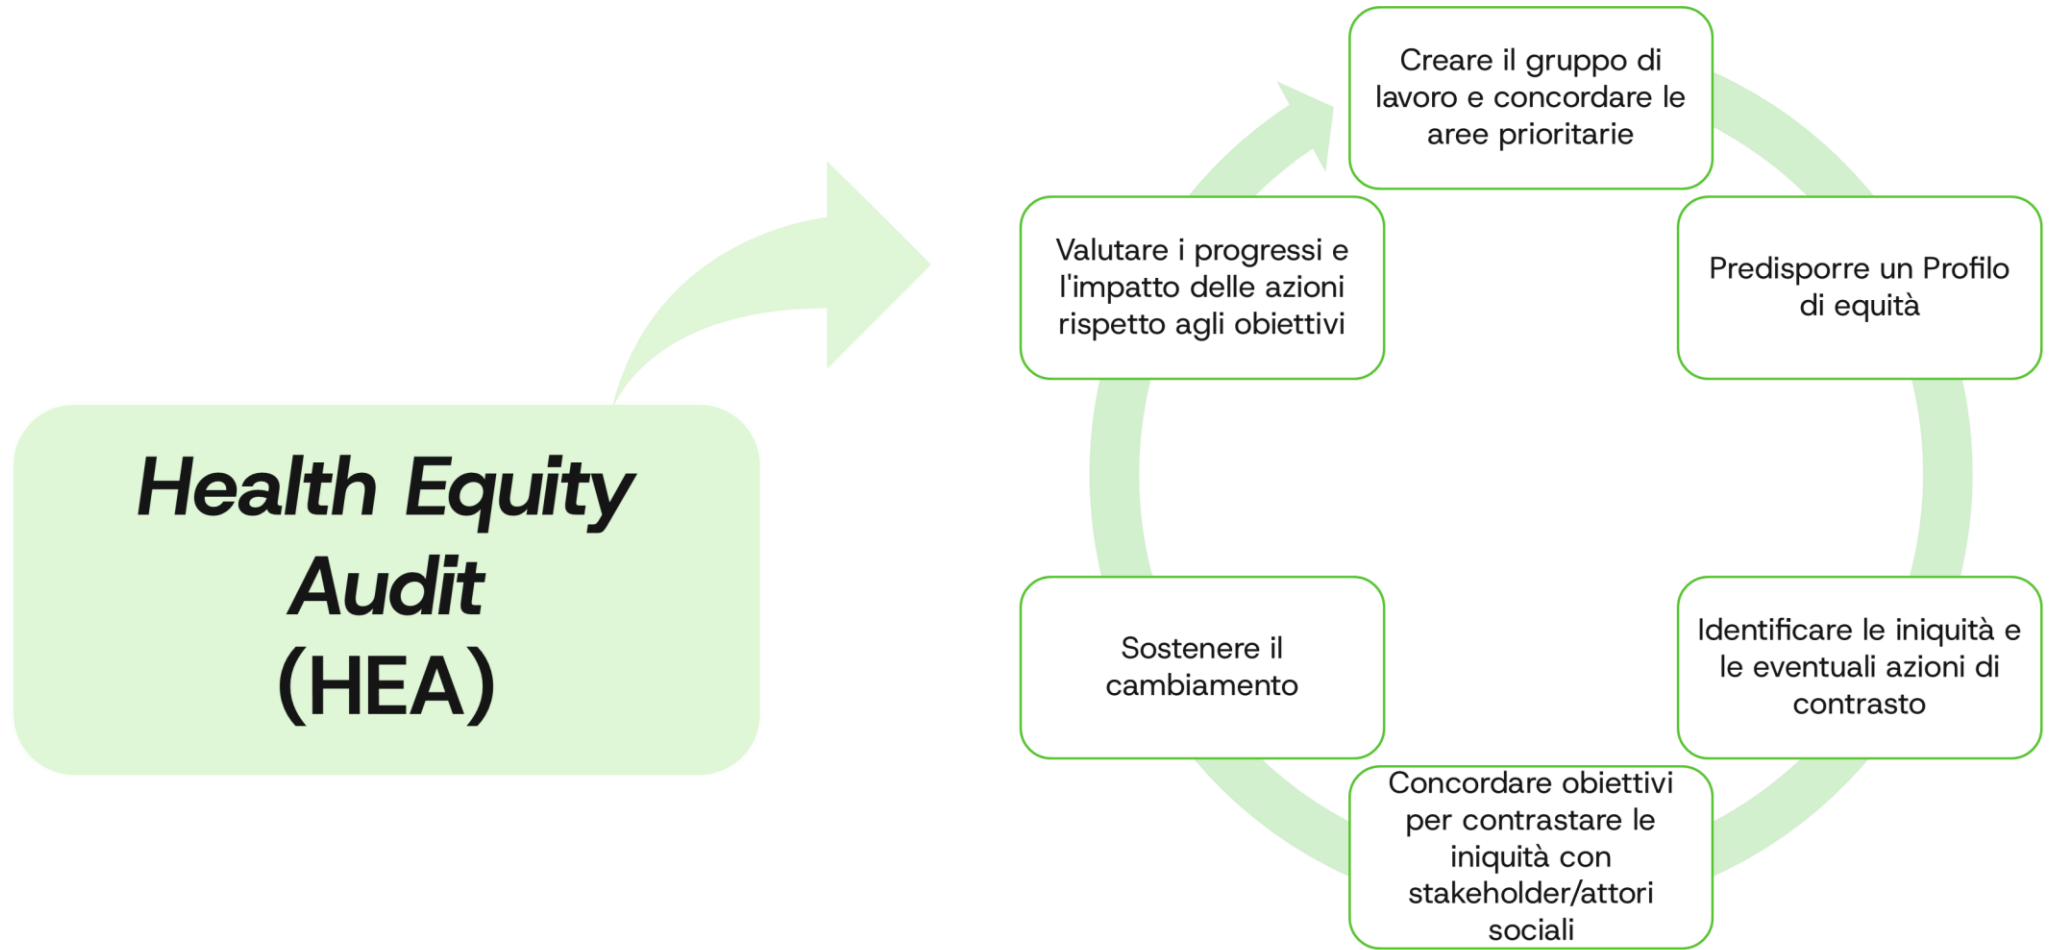 Health Equity
Audit
(HEA)
Creare il gruppo di
lavoro e concordare le
aree prioritarie
Predisporre un Profilo
di equità
Identificare le iniquità e
le eventuali azioni di
contrasto
Concordare obiettivi
per contrastare le
iniquità con
stakeholder/attori
sociali
Sostenere il
cambiamento
Valutare i progressi e
l'impatto delle azioni
rispetto agli obiettivi